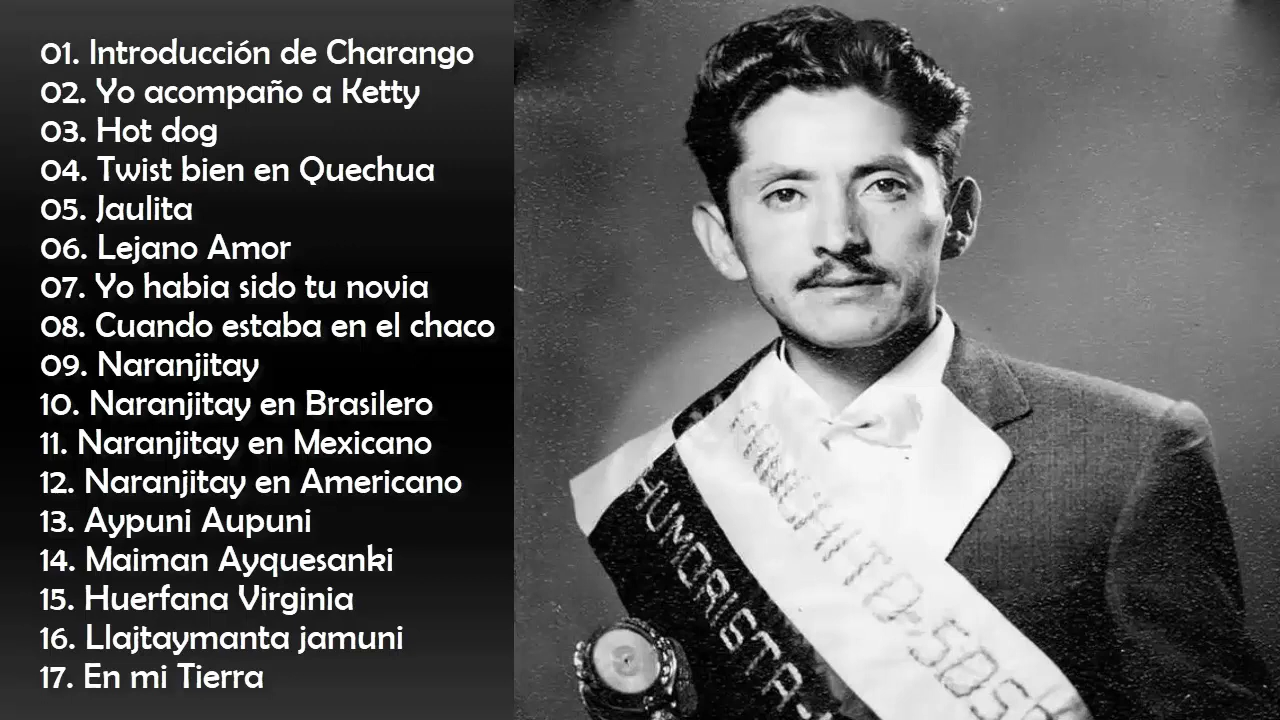 01. Introducción de Charango
02. Yo acompaño a Ketty
03. Hot dog
04. Twist bien en Quechua
05. Jaulita
06. Lejano Amor
07. Yo habia sido tu novia
08. Cuando estaba en el chaco
09. Naranjitay
10. Naranjitay en Brasilero
11. Naranjitay en Mexicano
12. Naranjitay en Americano
13. Aypuni Aupuni
14. Maiman Ayquesanki
15. Huerfana Virginia
16. Llajtaymanta jamuni
17. En mi Tierra
HUMORISTA